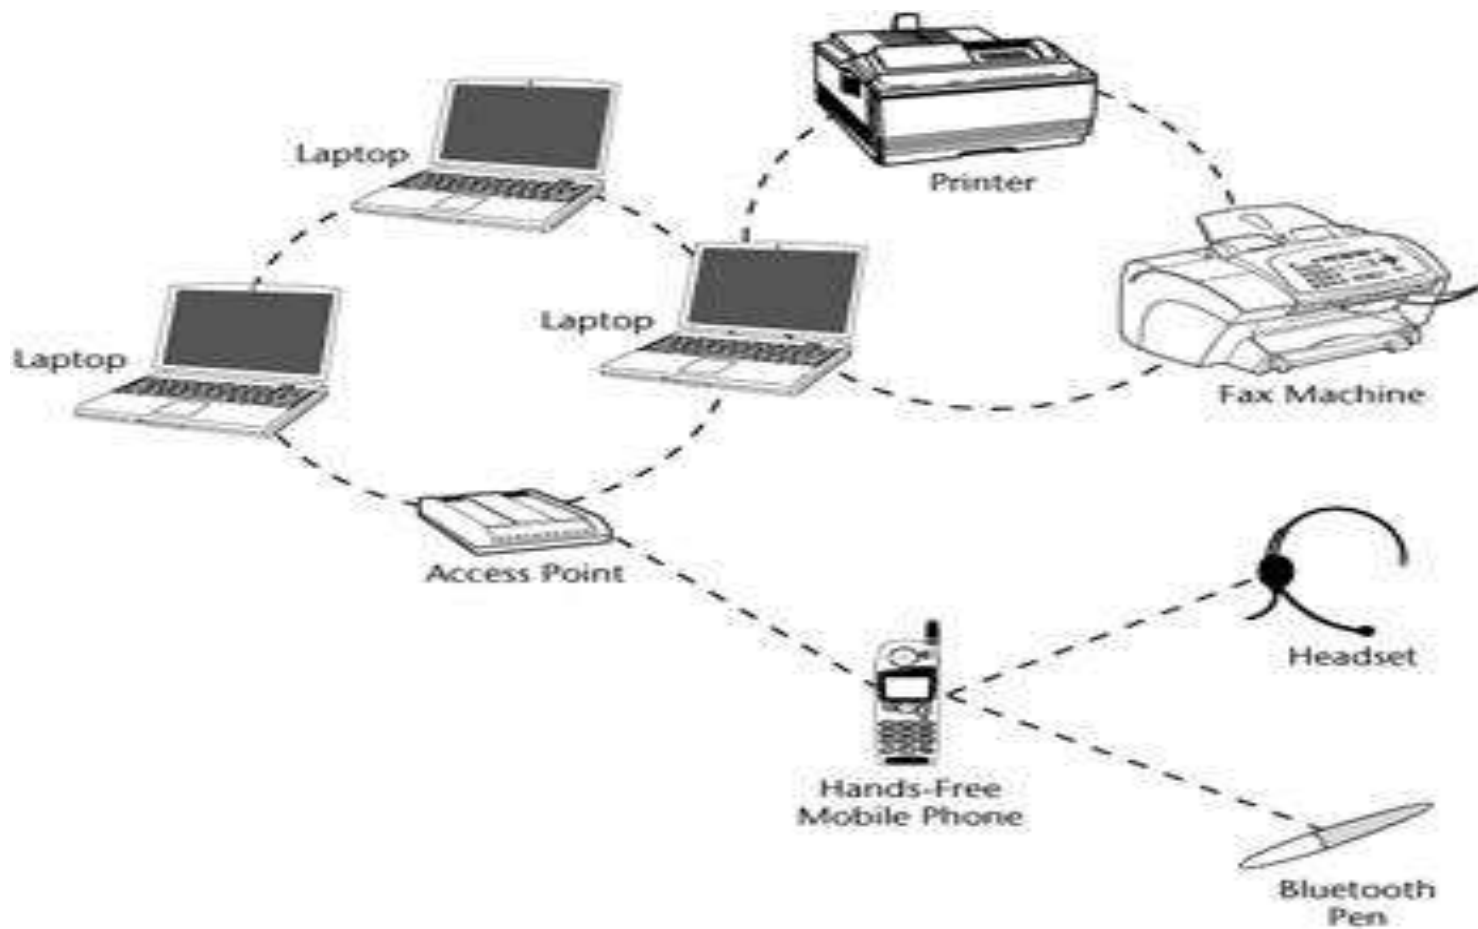 Laptop
Printer
Laptop
Laptop
Fax Machine
Access Point
Headset
Hands-Free
Mobile Phone
Bluetooth
Pen